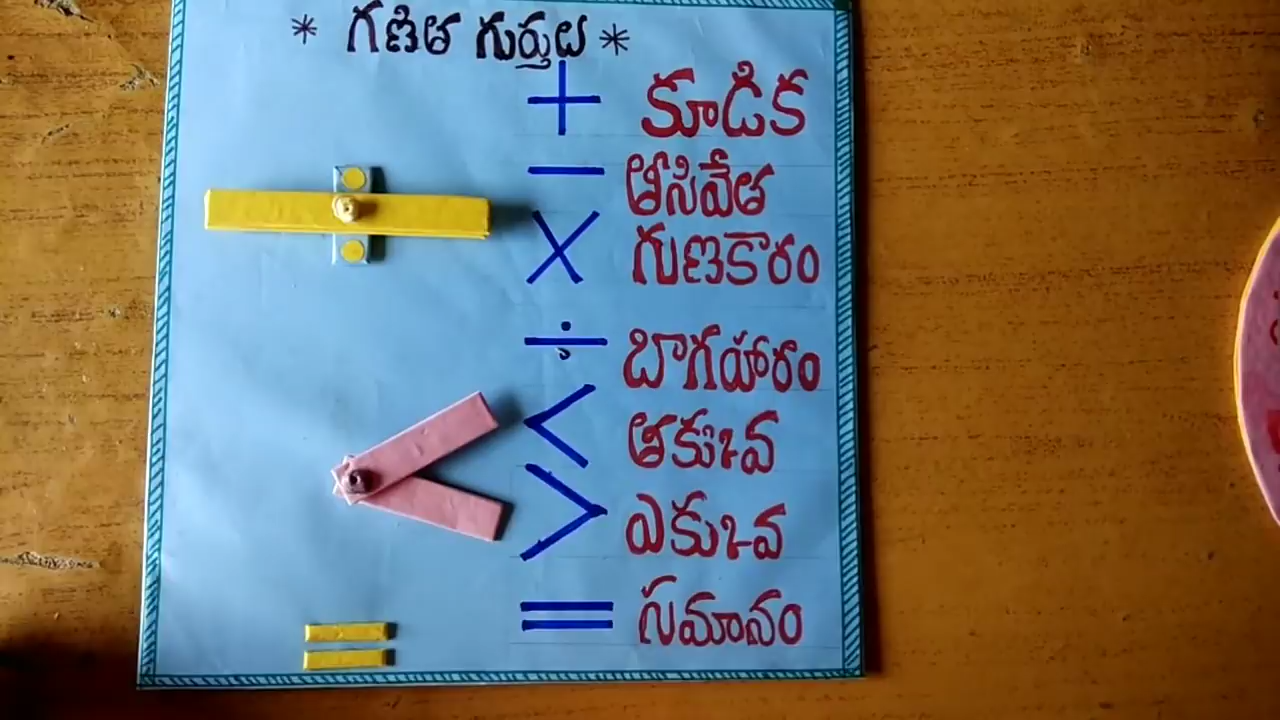 * గణిత గుర్తులు *
+ కూడిక
- తీసివేత
× గుణకారం
÷ బాగహారం
< తక్కువ
> ఎక్కువ
= సమానం